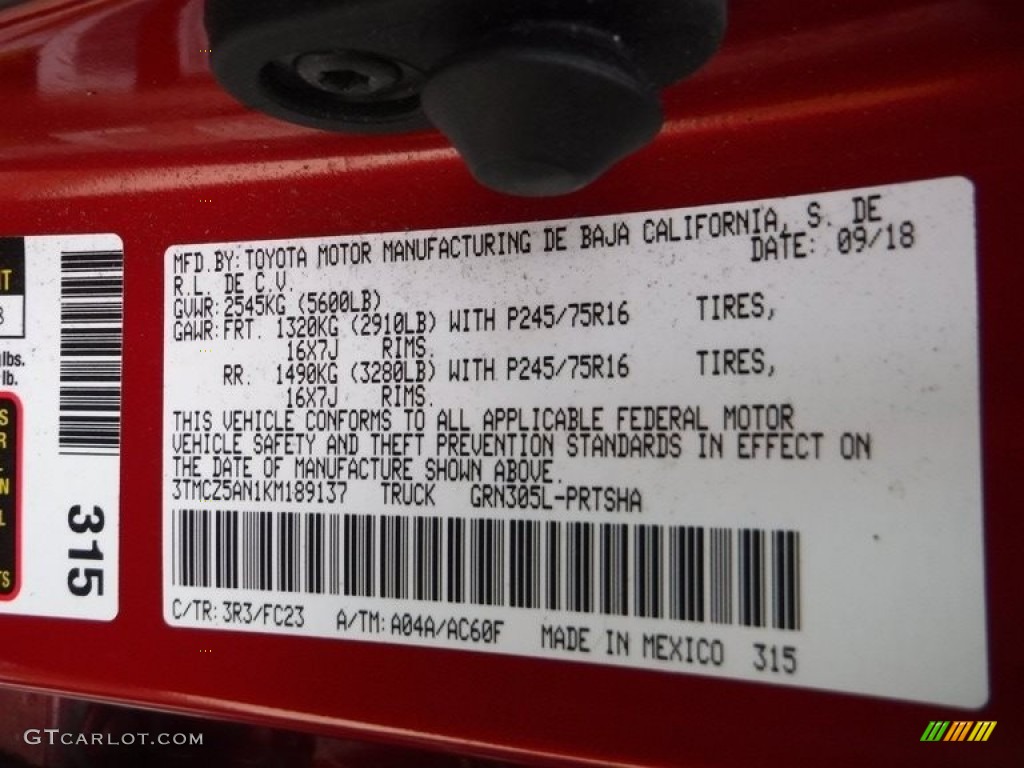 MFD.BY: TOYOTA MOTOR MANUFACTURING DE BAJA CALIFORNIA, S. DE
R.L. DE C.V. DATE: 09/18
GVWR: 2545KG (5600LB)
GAWR: FRT. 1320KG (2910LB) WITH P245/75R16 TIRES,
16X7J RIMS.
RR: 1490KG (3280LB) WITH P245/75R16 TIRES,
16X7J RIMS.
THIS VEHICLE CONFORMS TO ALL APPLICABLE FEDERAL MOTOR
VEHICLE SAFETY AND THEFT PREVENTION STANDARDS IN EFFECT ON
THE DATE OF MANUFACTURE SHOWN ABOVE.
3TMCZ5AN1KM189137 TRUCK GRN305L-PRTSHA
C/TR: 3R3/FC23 A/TM: A04A/AC60F MADE IN MEXICO 315
lbs.
lb.
315
GTCARLOT.COM